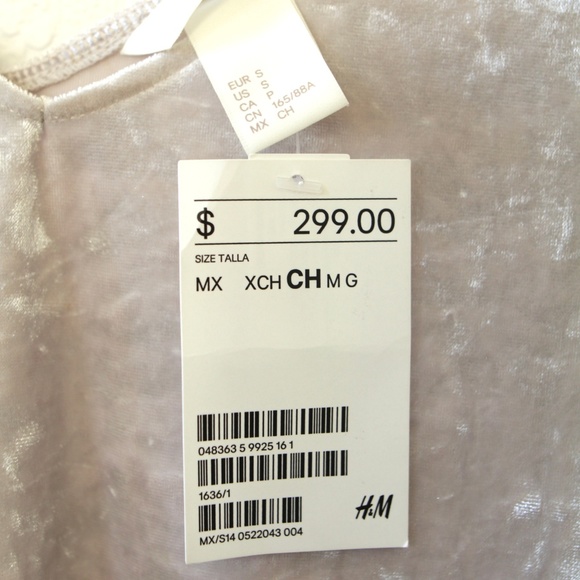 EUR S
US S
CA P
CN 165/88A
MX CH
$ 299.00
SIZE TALLA
MX XCH CH M G
048363 5 9925 16 1
1636/1
MX/S14 0522043 004
H&M